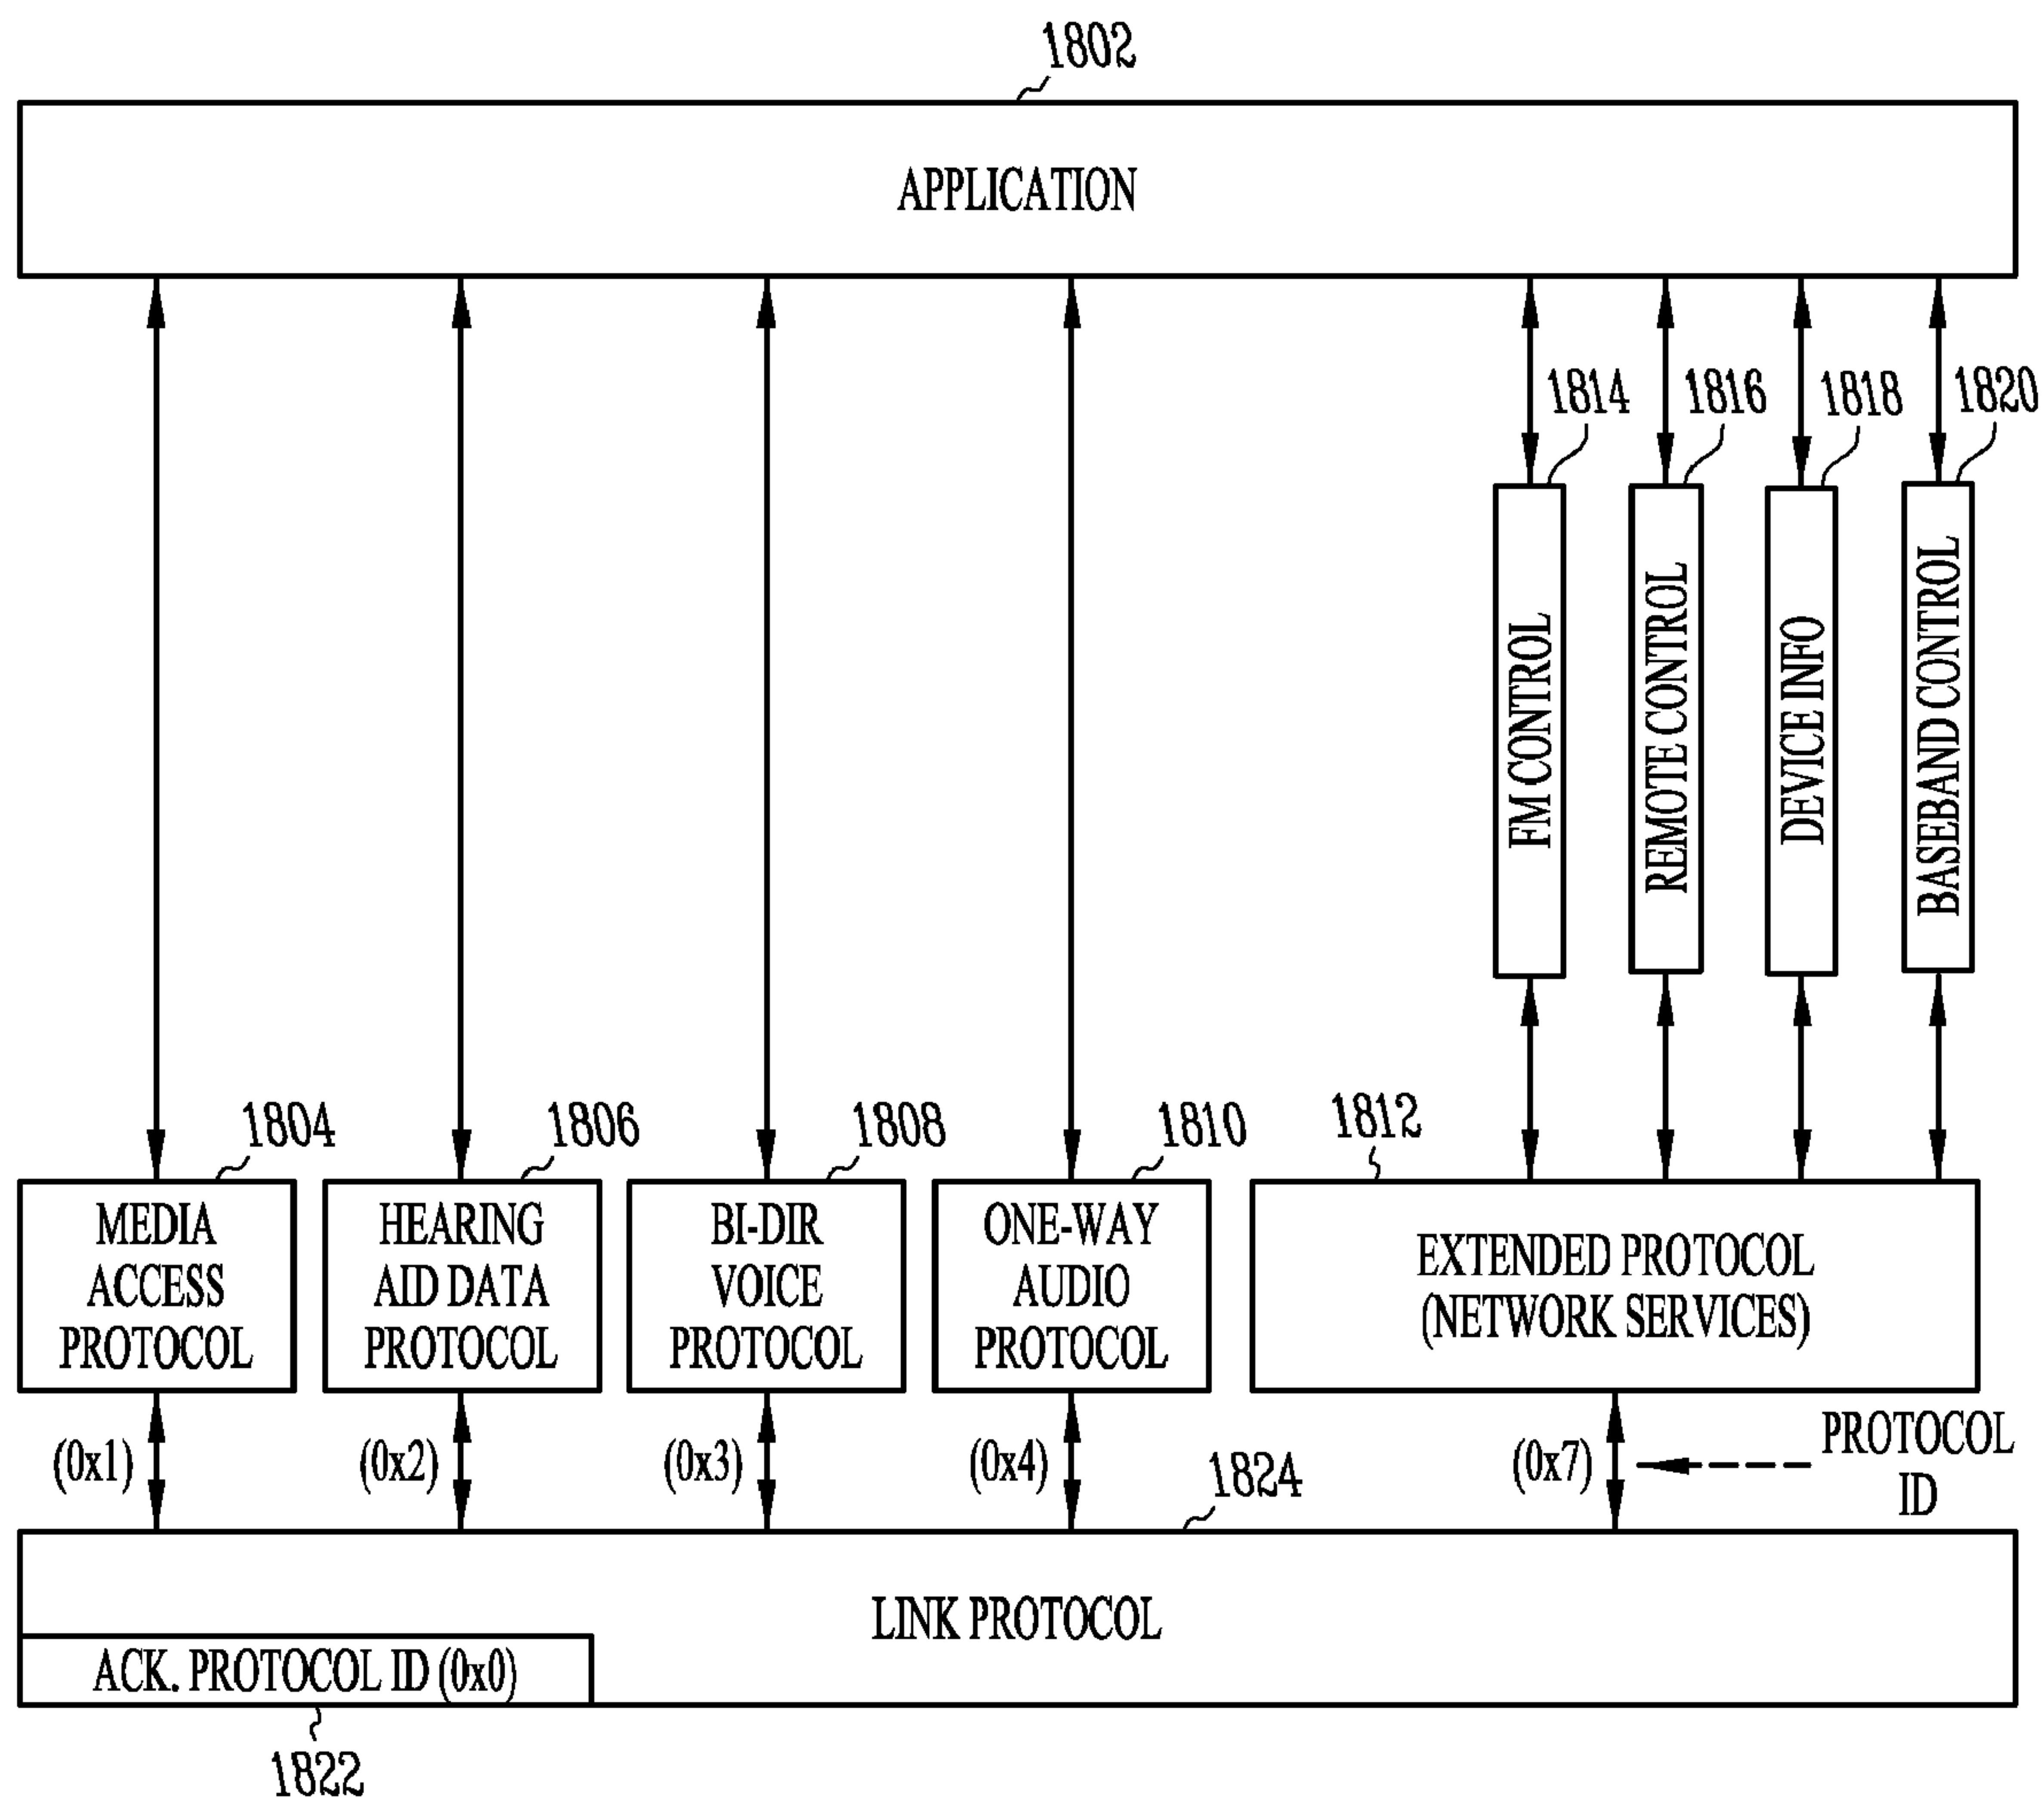 1802
APPLICATION
1814
1816
1818
1820
FM CONTROL
REMOTE CONTROL
DEVICE INFO
BASEBAND CONTROL
1804
1806
1808
1810
1812
MEDIA
ACCESS
PROTOCOL
HEARING
AID DATA
PROTOCOL
BI-DIR
VOICE
PROTOCOL
ONE-WAY
AUDIO
PROTOCOL
EXTENDED PROTOCOL
(NETWORK SERVICES)
(0x1)
(0x2)
(0x3)
(0x4)
(0x7)
PROTOCOL
ID
1824
LINK PROTOCOL
ACK. PROTOCOL ID (0x0)
1822